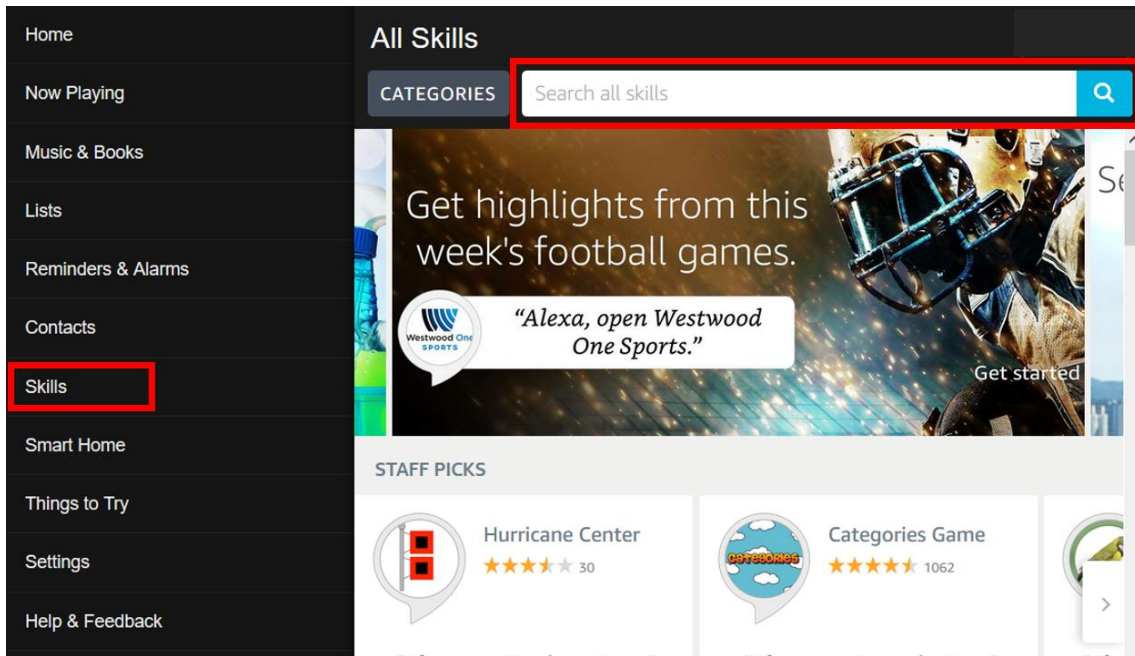 Home
Now Playing
Music & Books
Lists
Reminders & Alarms
Contacts
Skills
Smart Home
Things to Try
Settings
Help & Feedback
All Skills
CATEGORIES
Search all skills
Get highlights from this
week's football games.
Westwood One
SPORTS
“Alexa, open Westwood
One Sports.”
Get started
STAFF PICKS
Hurricane Center
30
CATEGORIES
Categories Game
1062